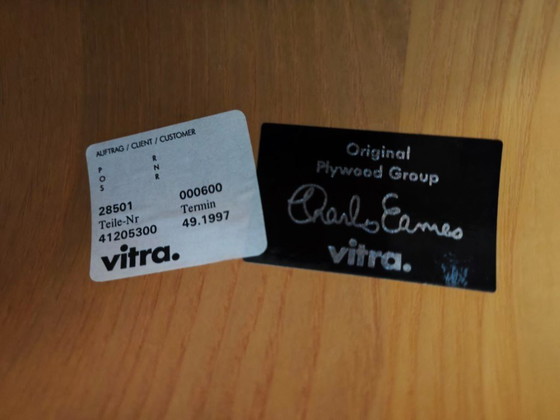 AUFTRAG / CLIENT / CUSTOMER
P R
O N
S R
28501 000600
Teile-Nr Termin
41205300 49.1997
vitra.
Original
Plywood Group
Charles Eames
vitra.